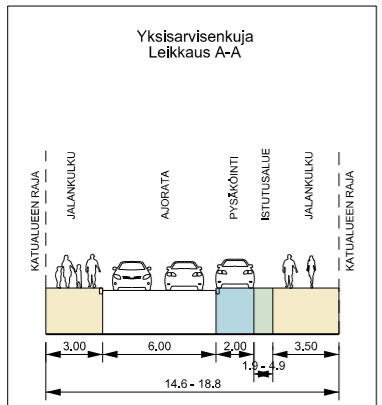 Yksisarvisenkuja
Leikkaus A-A
KATUALUEEN RAJA
JALANKULKU
AJORATA
PYSÄKÖINTI
ISTUTUSALUE
JALANKULKU
KATUALUEEN RAJA
3,00
6.00
2.00
1.9 - 4.9
3.50
14.6 - 18.8